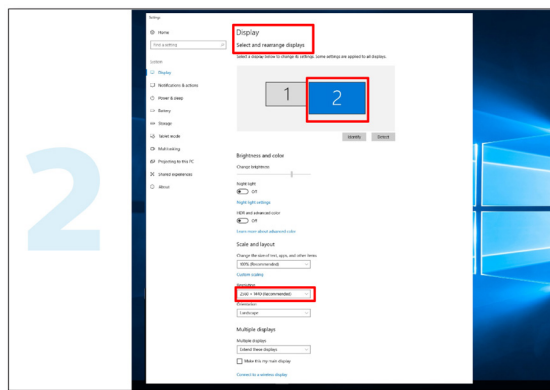 2
Settings
Home
Find a setting
System
Display
Notifications & actions
Power & sleep
Battery
Storage
Tablet mode
Multitasking
Projecting to this PC
Shared experiences
About
Display
Select and rearrange displays
Select a display below to change its settings. Some settings are applied to all displays.
1
2
Identify
Detect
Brightness and color
Change brightness
Night light
Off
Night light settings
HDR and advanced color
Off
Learn more about advanced color
Scale and layout
Change the size of text, apps, and other items
100% (Recommended)
Custom scaling
Resolution
2560 × 1440 (Recommended)
Orientation
Landscape
Multiple displays
Multiple displays
Extend these displays
Make this my main display
Connect to a wireless display